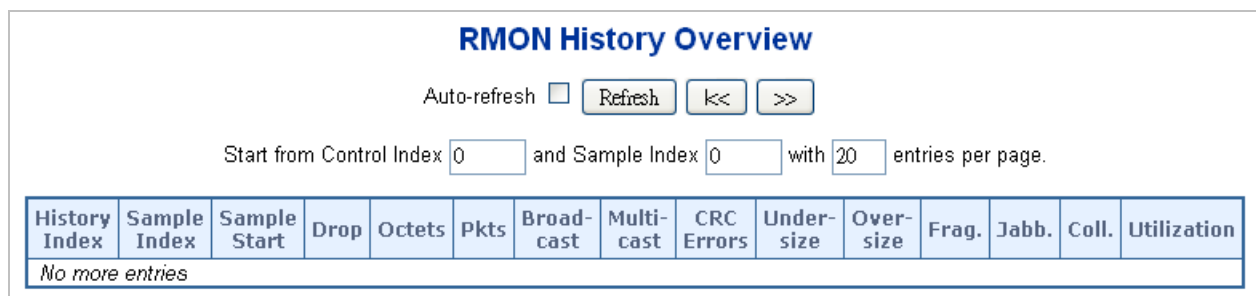 RMON History Overview
Auto-refresh Refresh |<< >>
Start from Control Index 0 and Sample Index 0 with 20 entries per page.
History Index Sample Index Sample Start Drop Octets Pkts Broad-cast Multi-cast CRC Errors Under-size Over-size Frag. Jabb. Coll. Utilization
No more entries